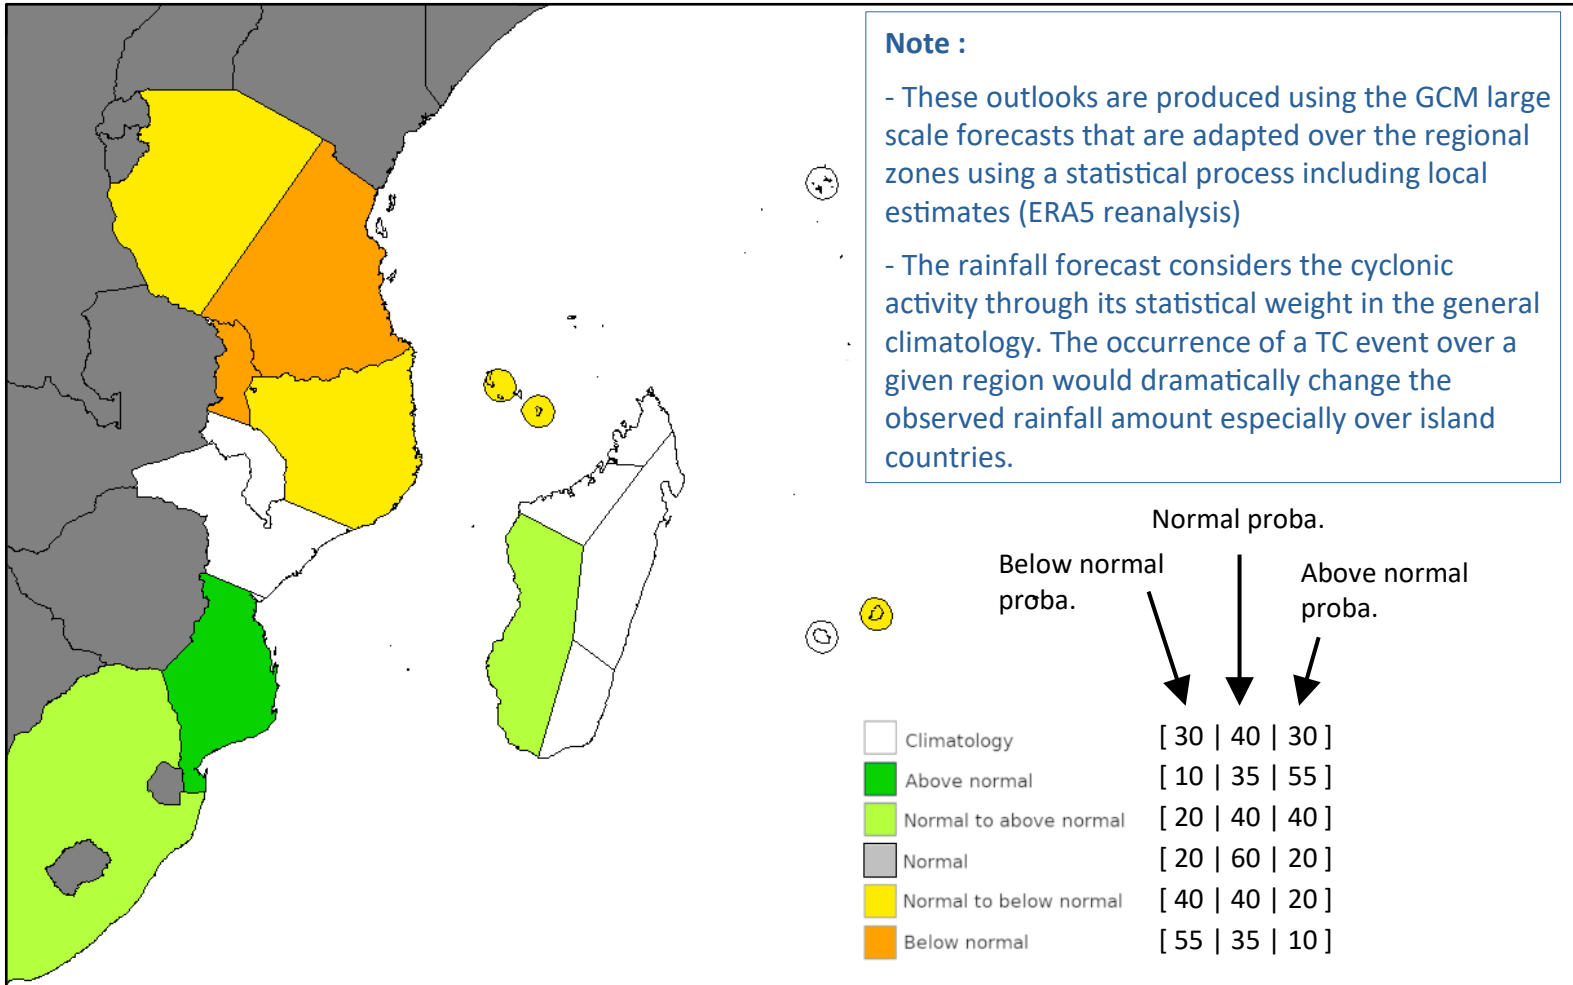 Note :
- These outlooks are produced using the GCM large
scale forecasts that are adapted over the regional
zones using a statistical process including local
estimates (ERA5 reanalysis)
- The rainfall forecast considers the cyclonic
activity through its statistical weight in the general
climatology. The occurrence of a TC event over a
given region would dramatically change the
observed rainfall amount especially over island
countries.
Normal proba.
Below normal
proba.
Above normal
proba.
Climatology [ 30 | 40 | 30 ]
Above normal [ 10 | 35 | 55 ]
Normal to above normal [ 20 | 40 | 40 ]
Normal [ 20 | 60 | 20 ]
Normal to below normal [ 40 | 40 | 20 ]
Below normal [ 55 | 35 | 10 ]